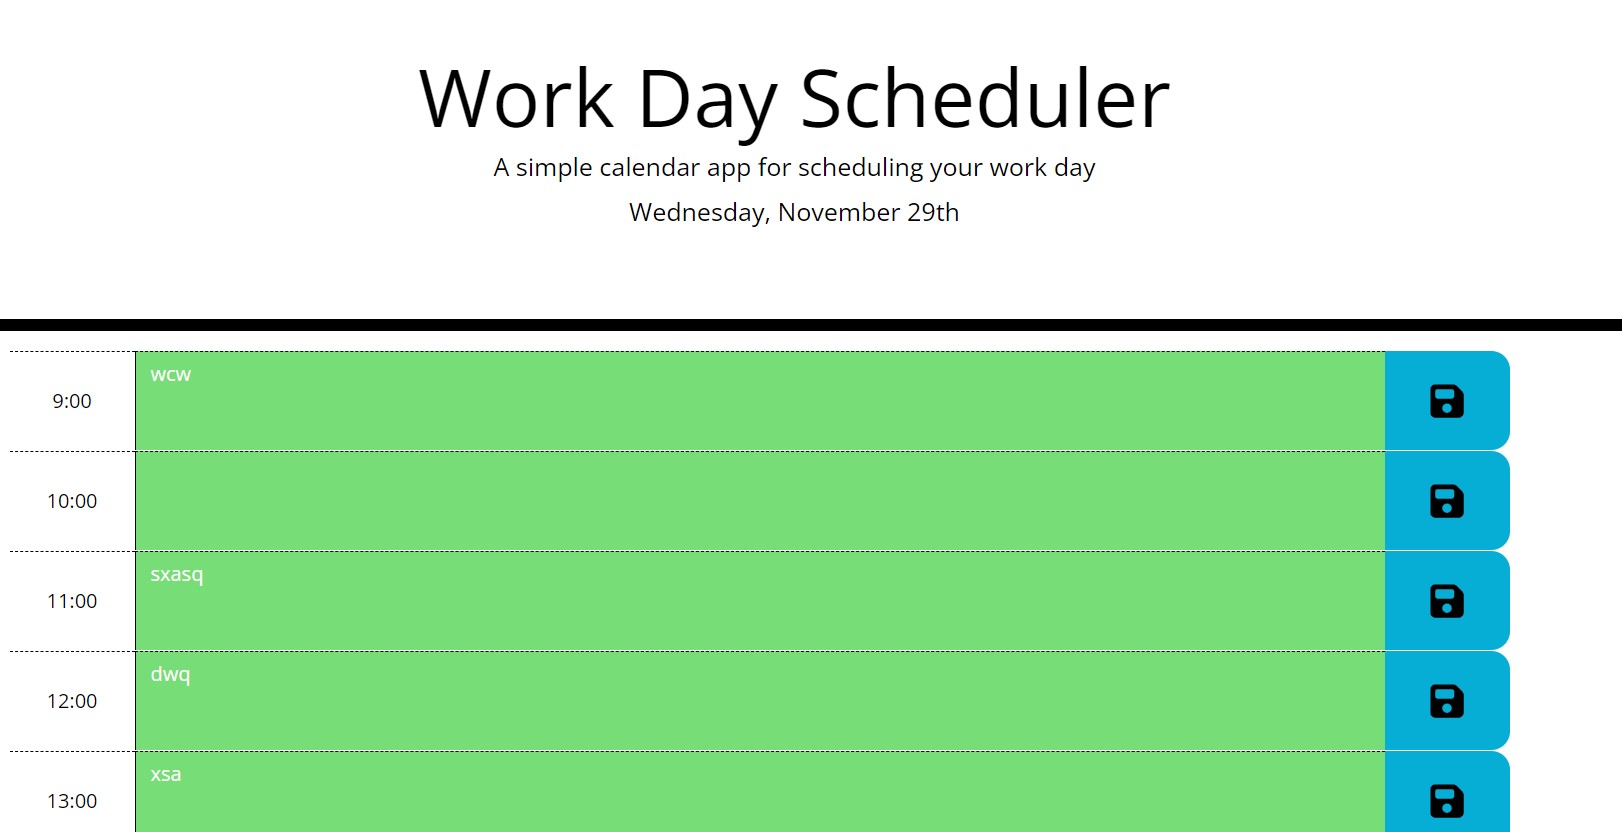 Work Day Scheduler
A simple calendar app for scheduling your work day
Wednesday, November 29th
9:00
wcw
10:00
11:00
sxasq
12:00
dwq
13:00
xsa